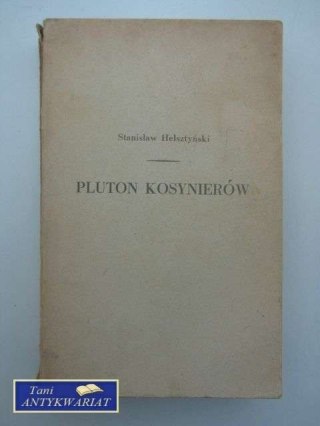 Stanisław Helsztyński
PLUTON KOSYNIERÓW
Tani
ANTYKWARIAT